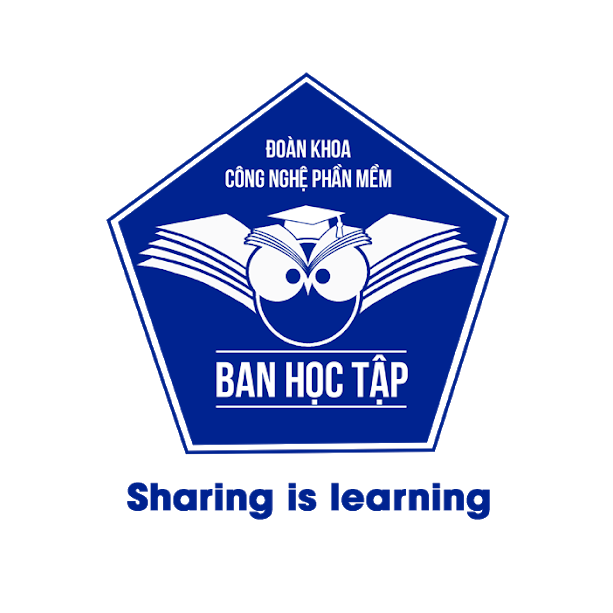 ĐOÀN KHOA
CÔNG NGHỆ PHẦN MỀM
BAN HỌC TẬP
Sharing is learning